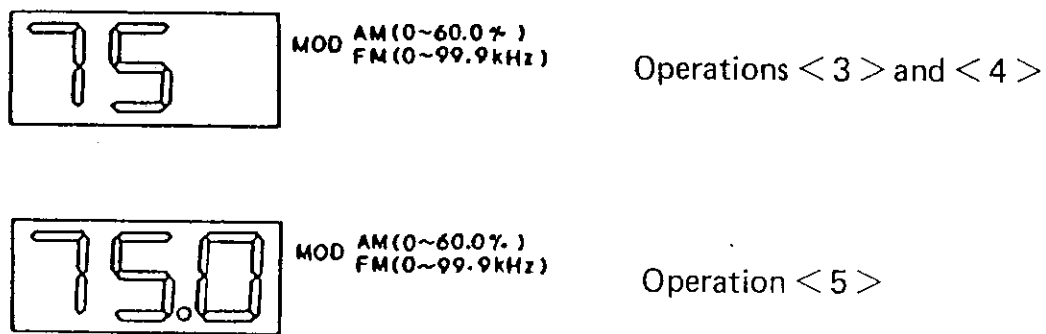 75 MOD AM(0~60.0%)
FM(0~99.9kHz)
Operations <3> and <4>
75.0 MOD AM(0~60.0%)
FM(0~99.9kHz)
Operation <5>